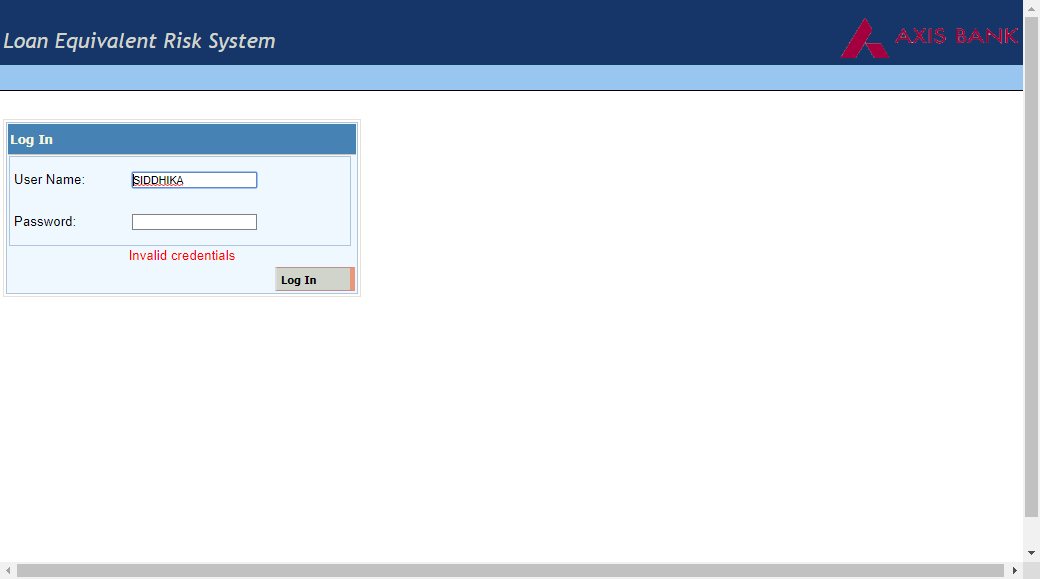 Loan Equivalent Risk System
AXIS BANK
Log In
User Name: SIDDHIKA
Password:
Invalid credentials
Log In